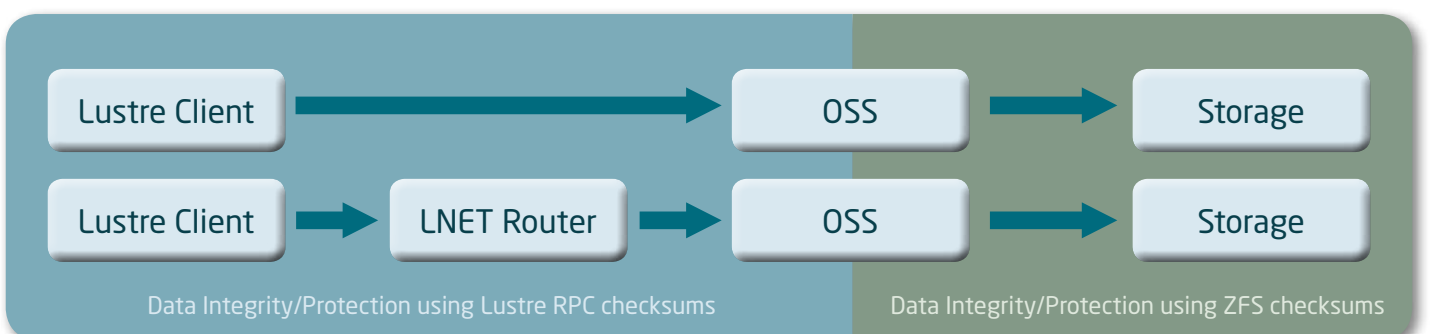 Lustre Client
OSS
Storage
Lustre Client
LNET Router
OSS
Storage
Data Integrity/Protection using Lustre RPC checksums
Data Integrity/Protection using ZFS checksums